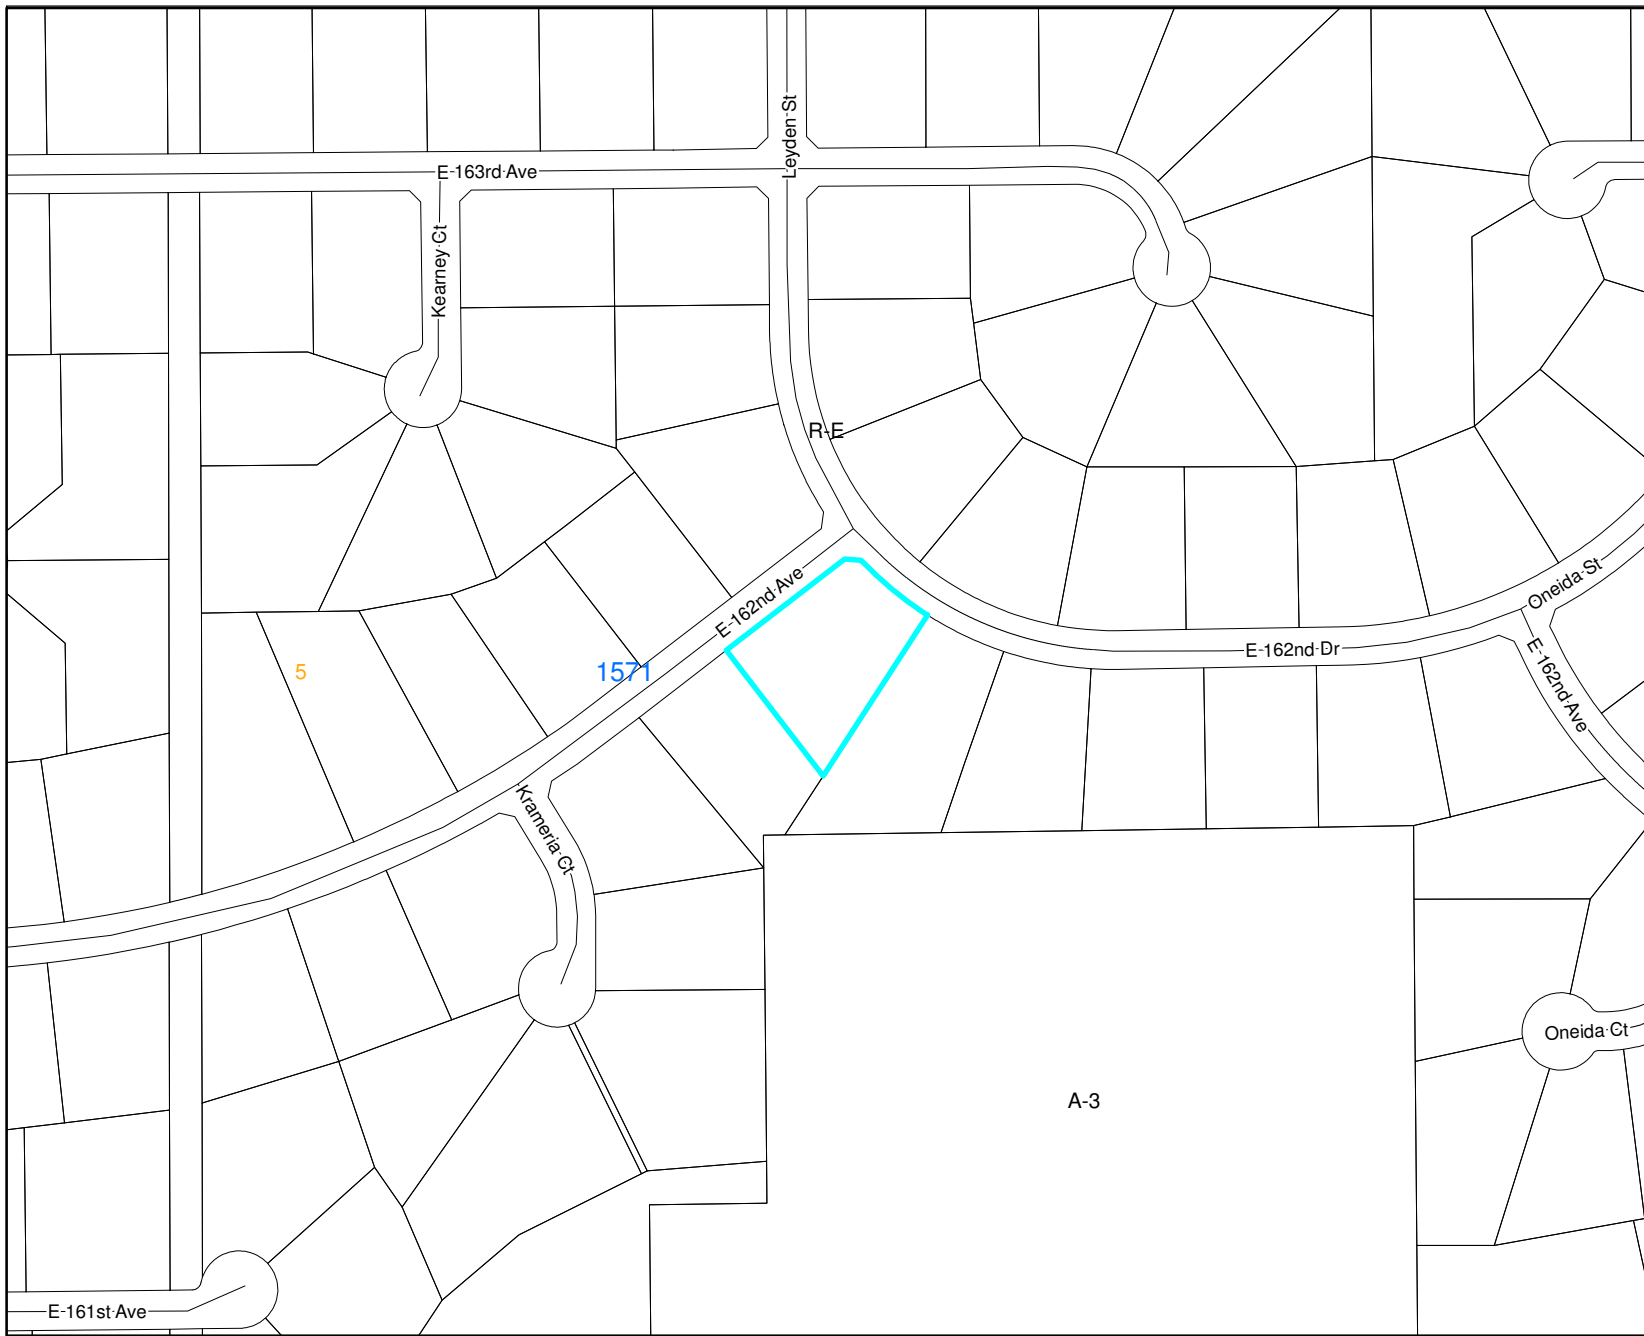 Leyden St
E 163rd Ave
Kearney Ct
R-E
E 162nd Ave
Oneida St
E 162nd Dr
E 162nd Ave
5
1571
Krameria Ct
Oneida Ct
A-3
E 161st Ave